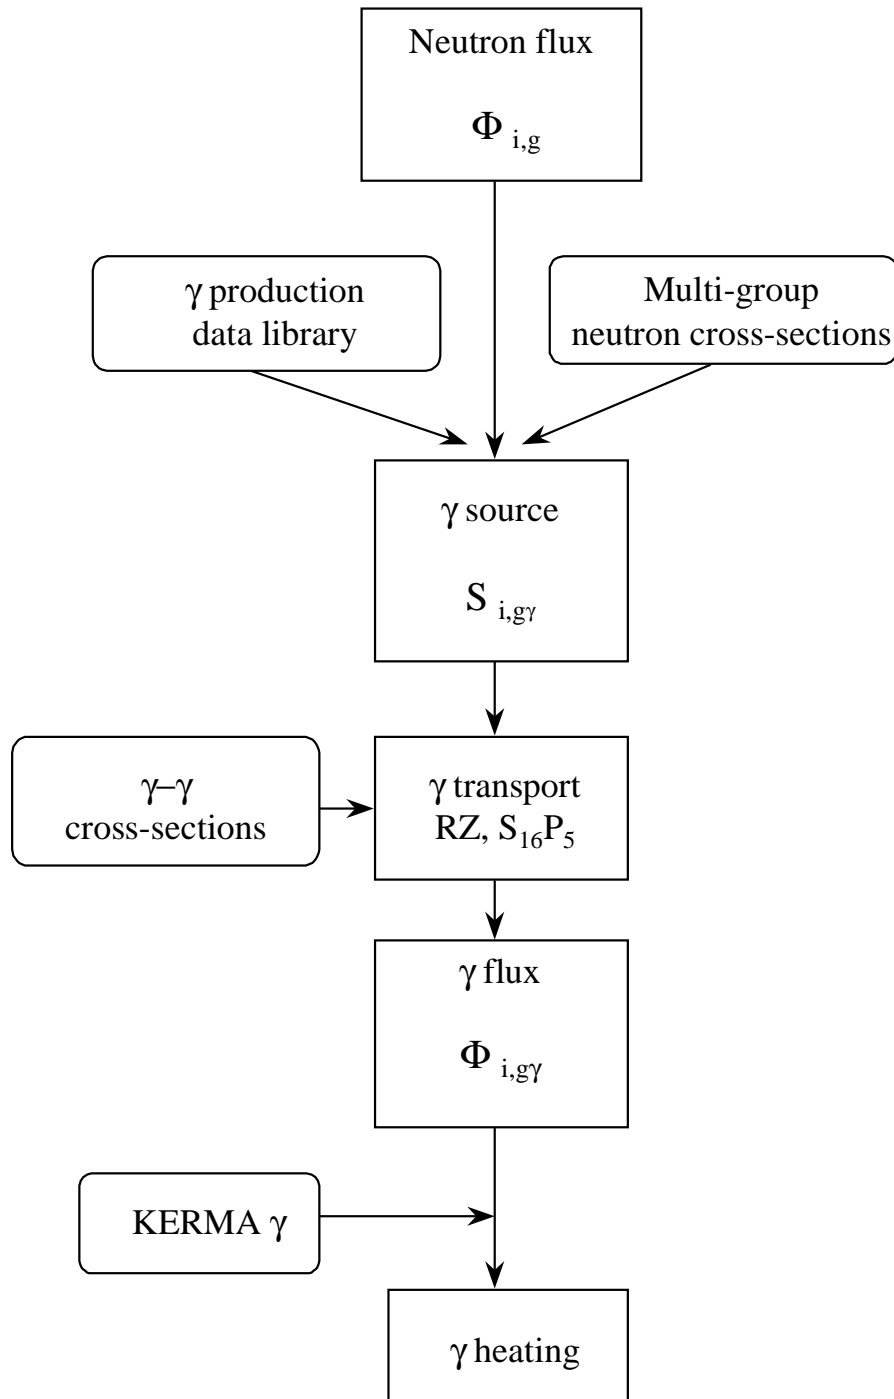 Neutron flux
Φ i,g
γ production
data library
Multi-group
neutron cross-sections
γ source
S i,gγ
γ–γ
cross-sections
γ transport
RZ, S16P5
γ flux
Φ i,gγ
KERMA γ
γ heating